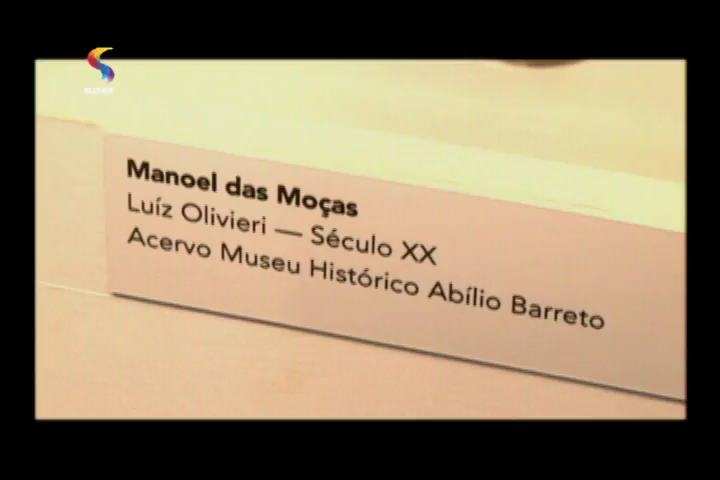 Manoel das Moças
Luíz Olivieri — Século XX
Acervo Museu Histórico Abílio Barreto